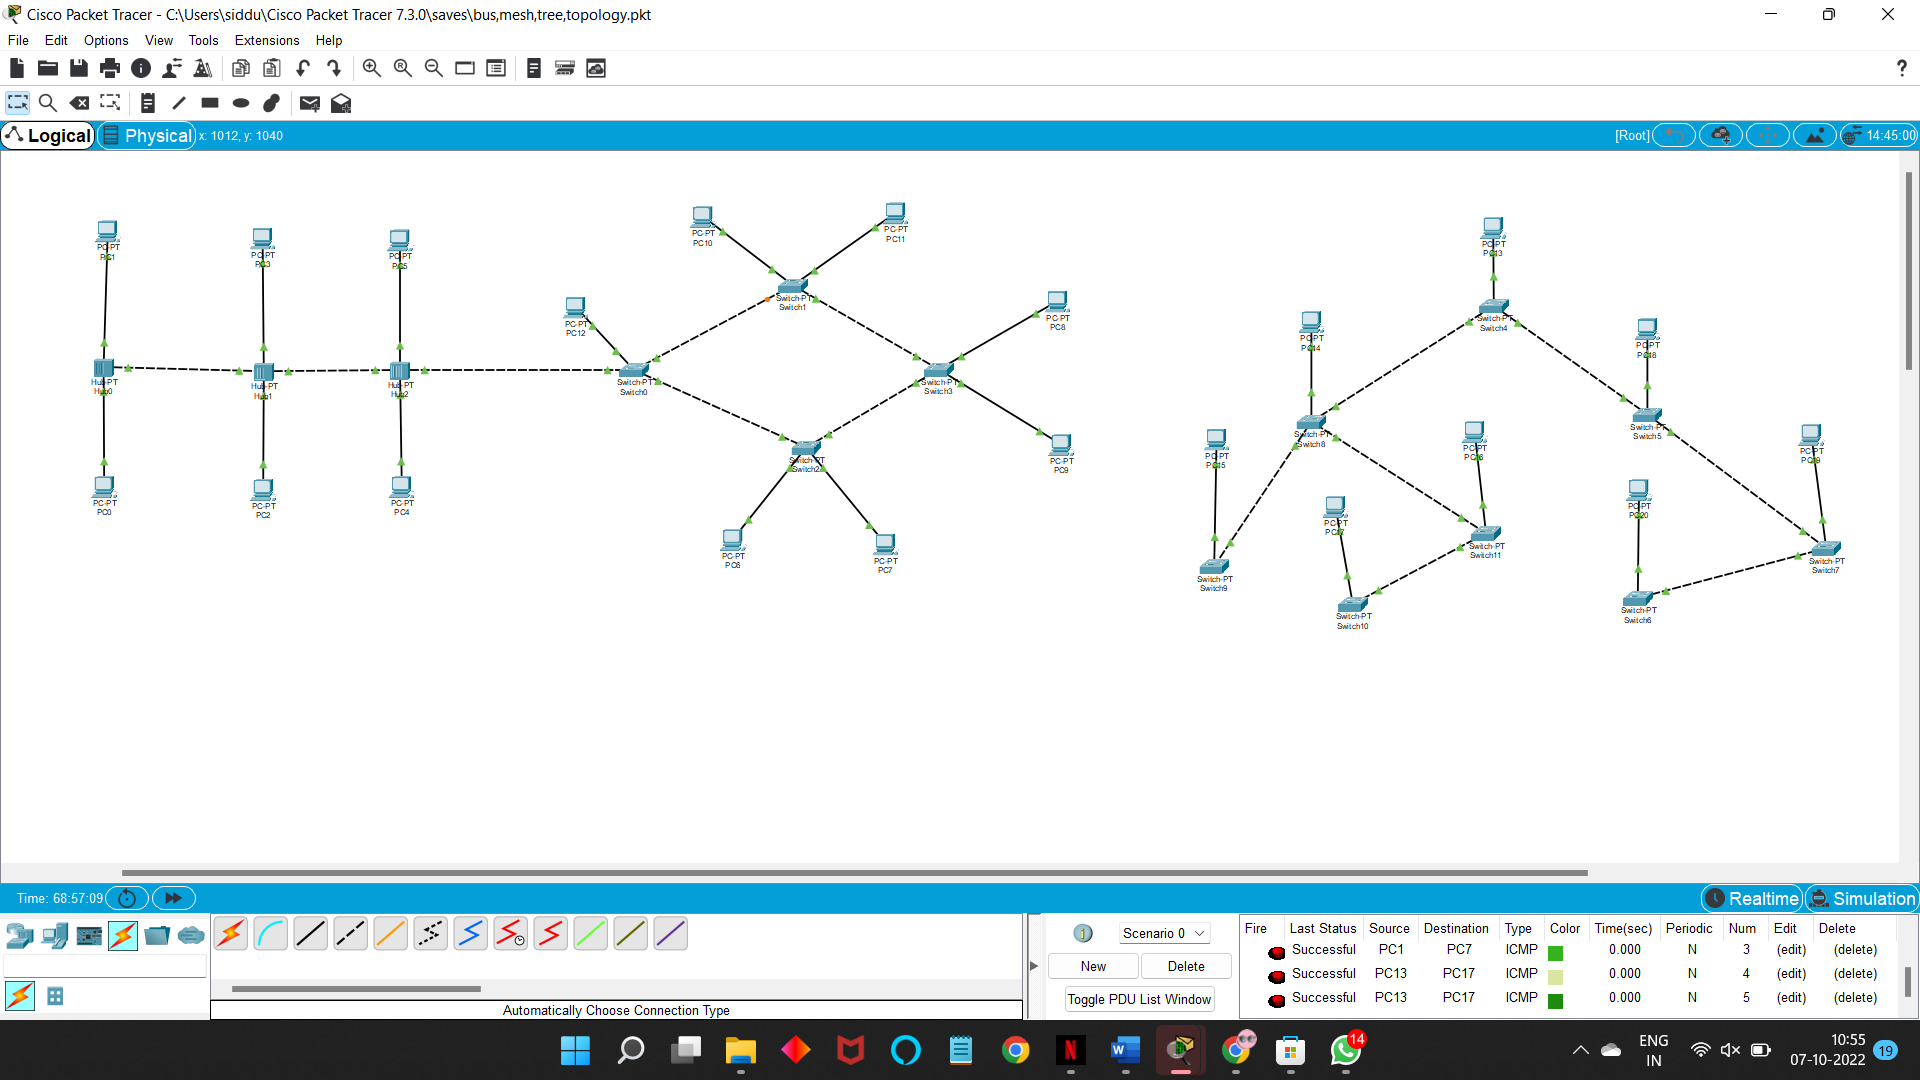 Cisco Packet Tracer - C:\Users\siddu\Cisco Packet Tracer 7.3.0\saves\bus,mesh,tree,topology.pkt
File Edit Options View Tools Extensions Help
?
Logical Physical x: 1012, y: 1040 [Root] 14:45:00
PC-PT
PC1
PC-PT
PC3
PC-PT
PC5
PC-PT
PC10
PC-PT
PC11
PC-PT
PC12
Switch-PT
Switch1
PC-PT
PC8
Hub-PT
Hub0
Hub-PT
Hub1
Hub-PT
Hub2
Switch-PT
Switch0
Switch-PT
Switch3
PC-PT
PC0
PC-PT
PC2
PC-PT
PC4
Switch-PT
Switch2
PC-PT
PC9
PC-PT
PC6
PC-PT
PC7
PC-PT
PC13
Switch-PT
Switch4
PC-PT
PC14
PC-PT
PC18
Switch-PT
Switch8
Switch-PT
Switch5
PC-PT
PC15
PC-PT
PC16
PC-PT
PC19
PC-PT
PC17
PC-PT
PC20
Switch-PT
Switch11
Switch-PT
Switch7
Switch-PT
Switch9
Switch-PT
Switch10
Switch-PT
Switch6
Time: 68:57:09 Realtime Simulation
Scenario 0
New Delete
Toggle PDU List Window
Automatically Choose Connection Type
Fire Last Status Source Destination Type Color Time(sec) Periodic Num Edit Delete
Successful PC1 PC7 ICMP 0.000 N 3 (edit) (delete)
Successful PC13 PC17 ICMP 0.000 N 4 (edit) (delete)
Successful PC13 PC17 ICMP 0.000 N 5 (edit) (delete)
14
ENG
IN
10:55
07-10-2022
19